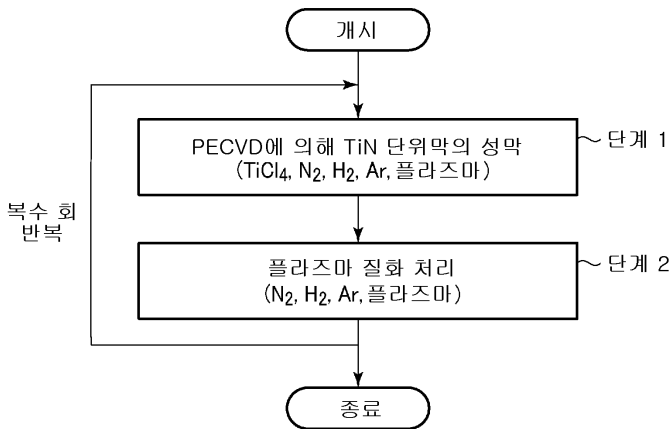 개시
PECVD에 의해 TiN 단위막의 성막
(TiCl4, N2, H2, Ar, 플라즈마)
단계 1
복수 회
반복
플라즈마 질화 처리
(N2, H2, Ar, 플라즈마)
단계 2
종료